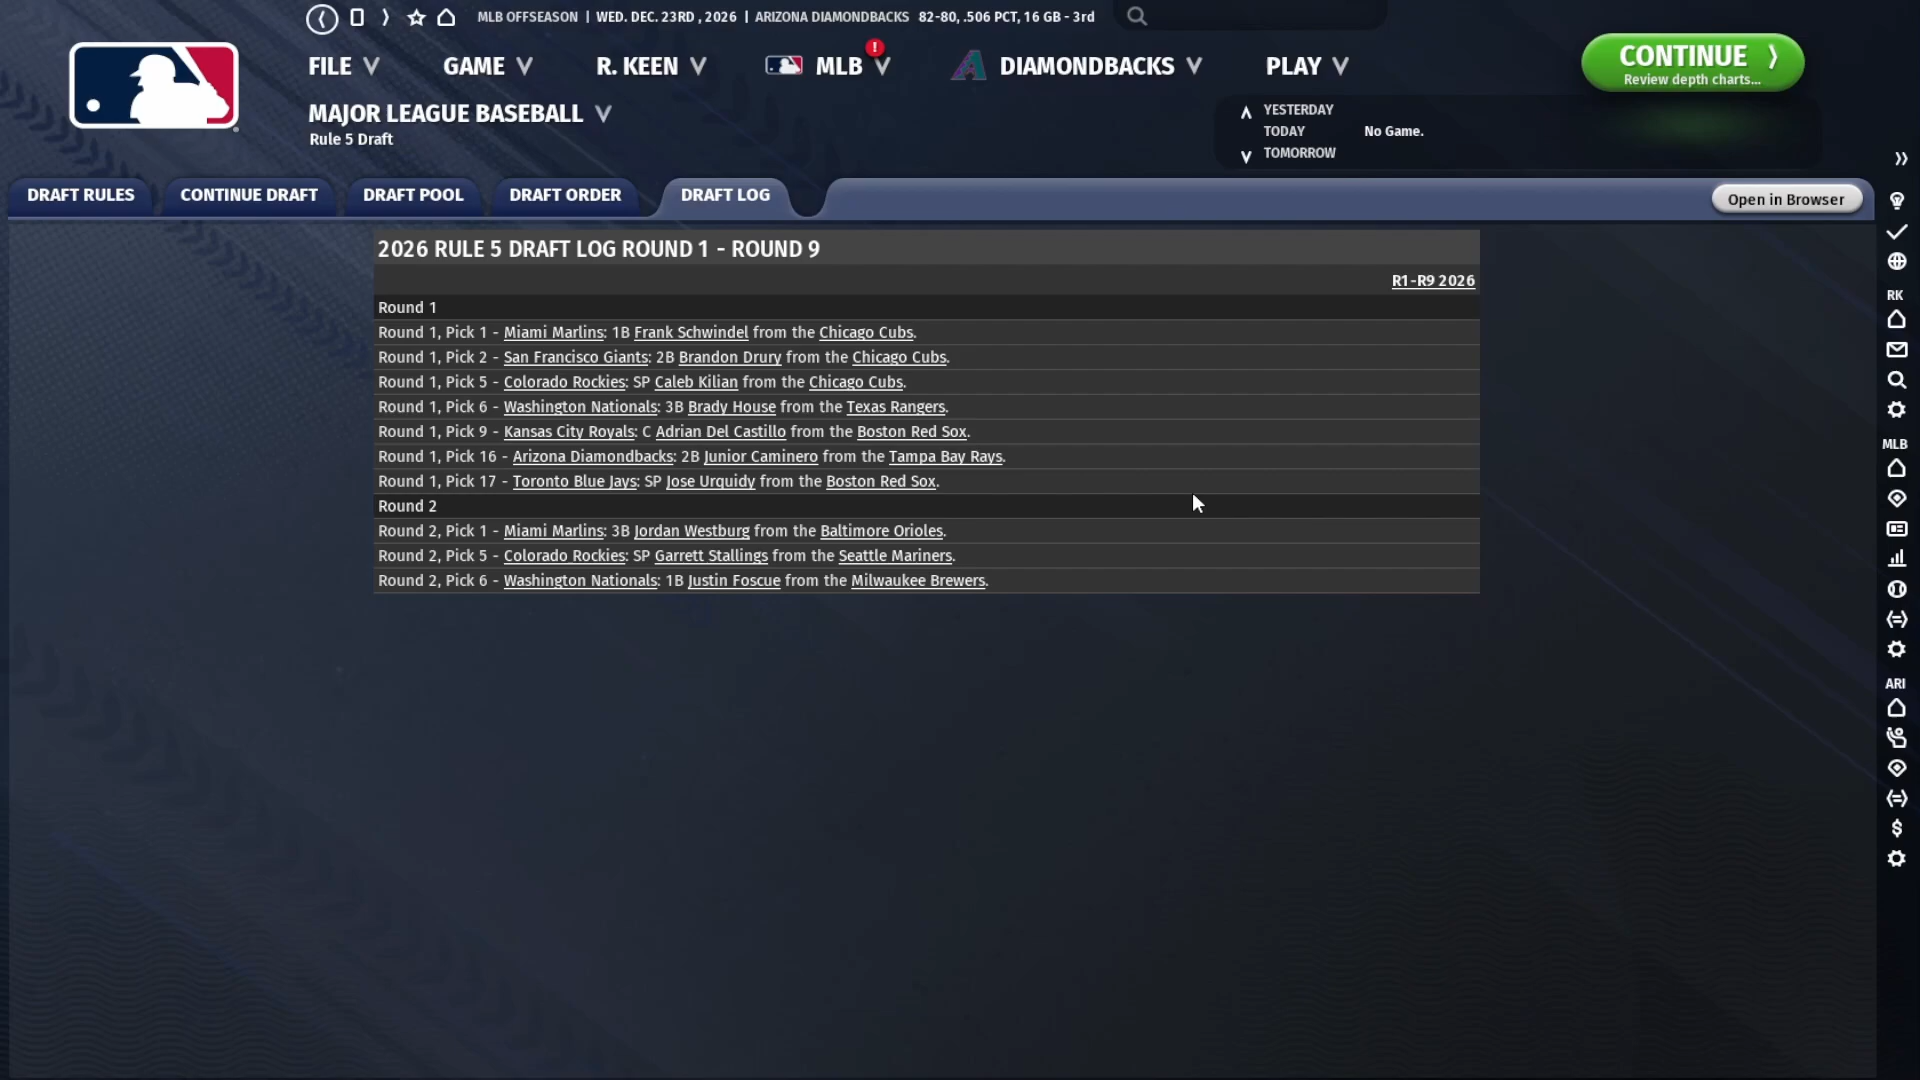 MLB OFFSEASON | WED. DEC. 23RD , 2026 | ARIZONA DIAMONDBACKS 82-80, .506 PCT, 16 GB - 3rd
FILE GAME R. KEEN MLB ! DIAMONDBACKS PLAY
CONTINUE
Review depth charts...
MAJOR LEAGUE BASEBALL
Rule 5 Draft
YESTERDAY
TODAY No Game.
TOMORROW
DRAFT RULES CONTINUE DRAFT DRAFT POOL DRAFT ORDER DRAFT LOG Open in Browser
2026 RULE 5 DRAFT LOG ROUND 1 - ROUND 9
R1-R9 2026
Round 1
Round 1, Pick 1 - Miami Marlins: 1B Frank Schwindel from the Chicago Cubs.
Round 1, Pick 2 - San Francisco Giants: 2B Brandon Drury from the Chicago Cubs.
Round 1, Pick 5 - Colorado Rockies: SP Caleb Kilian from the Chicago Cubs.
Round 1, Pick 6 - Washington Nationals: 3B Brady House from the Texas Rangers.
Round 1, Pick 9 - Kansas City Royals: C Adrian Del Castillo from the Boston Red Sox.
Round 1, Pick 16 - Arizona Diamondbacks: 2B Junior Caminero from the Tampa Bay Rays.
Round 1, Pick 17 - Toronto Blue Jays: SP Jose Urquidy from the Boston Red Sox.
Round 2
Round 2, Pick 1 - Miami Marlins: 3B Jordan Westburg from the Baltimore Orioles.
Round 2, Pick 5 - Colorado Rockies: SP Garrett Stallings from the Seattle Mariners.
Round 2, Pick 6 - Washington Nationals: 1B Justin Foscue from the Milwaukee Brewers.
RK
MLB
ARI
$